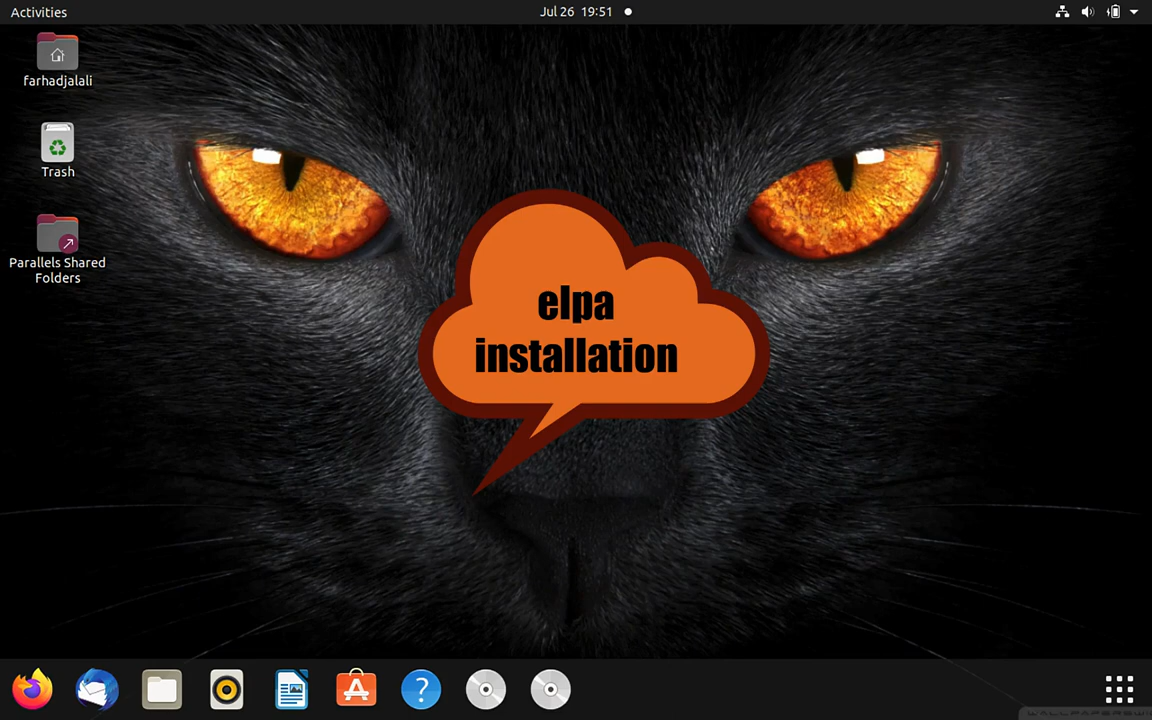 Activities
Jul 26 19:51
farhadjalali
Trash
Parallels Shared
Folders
elpa
installation
?